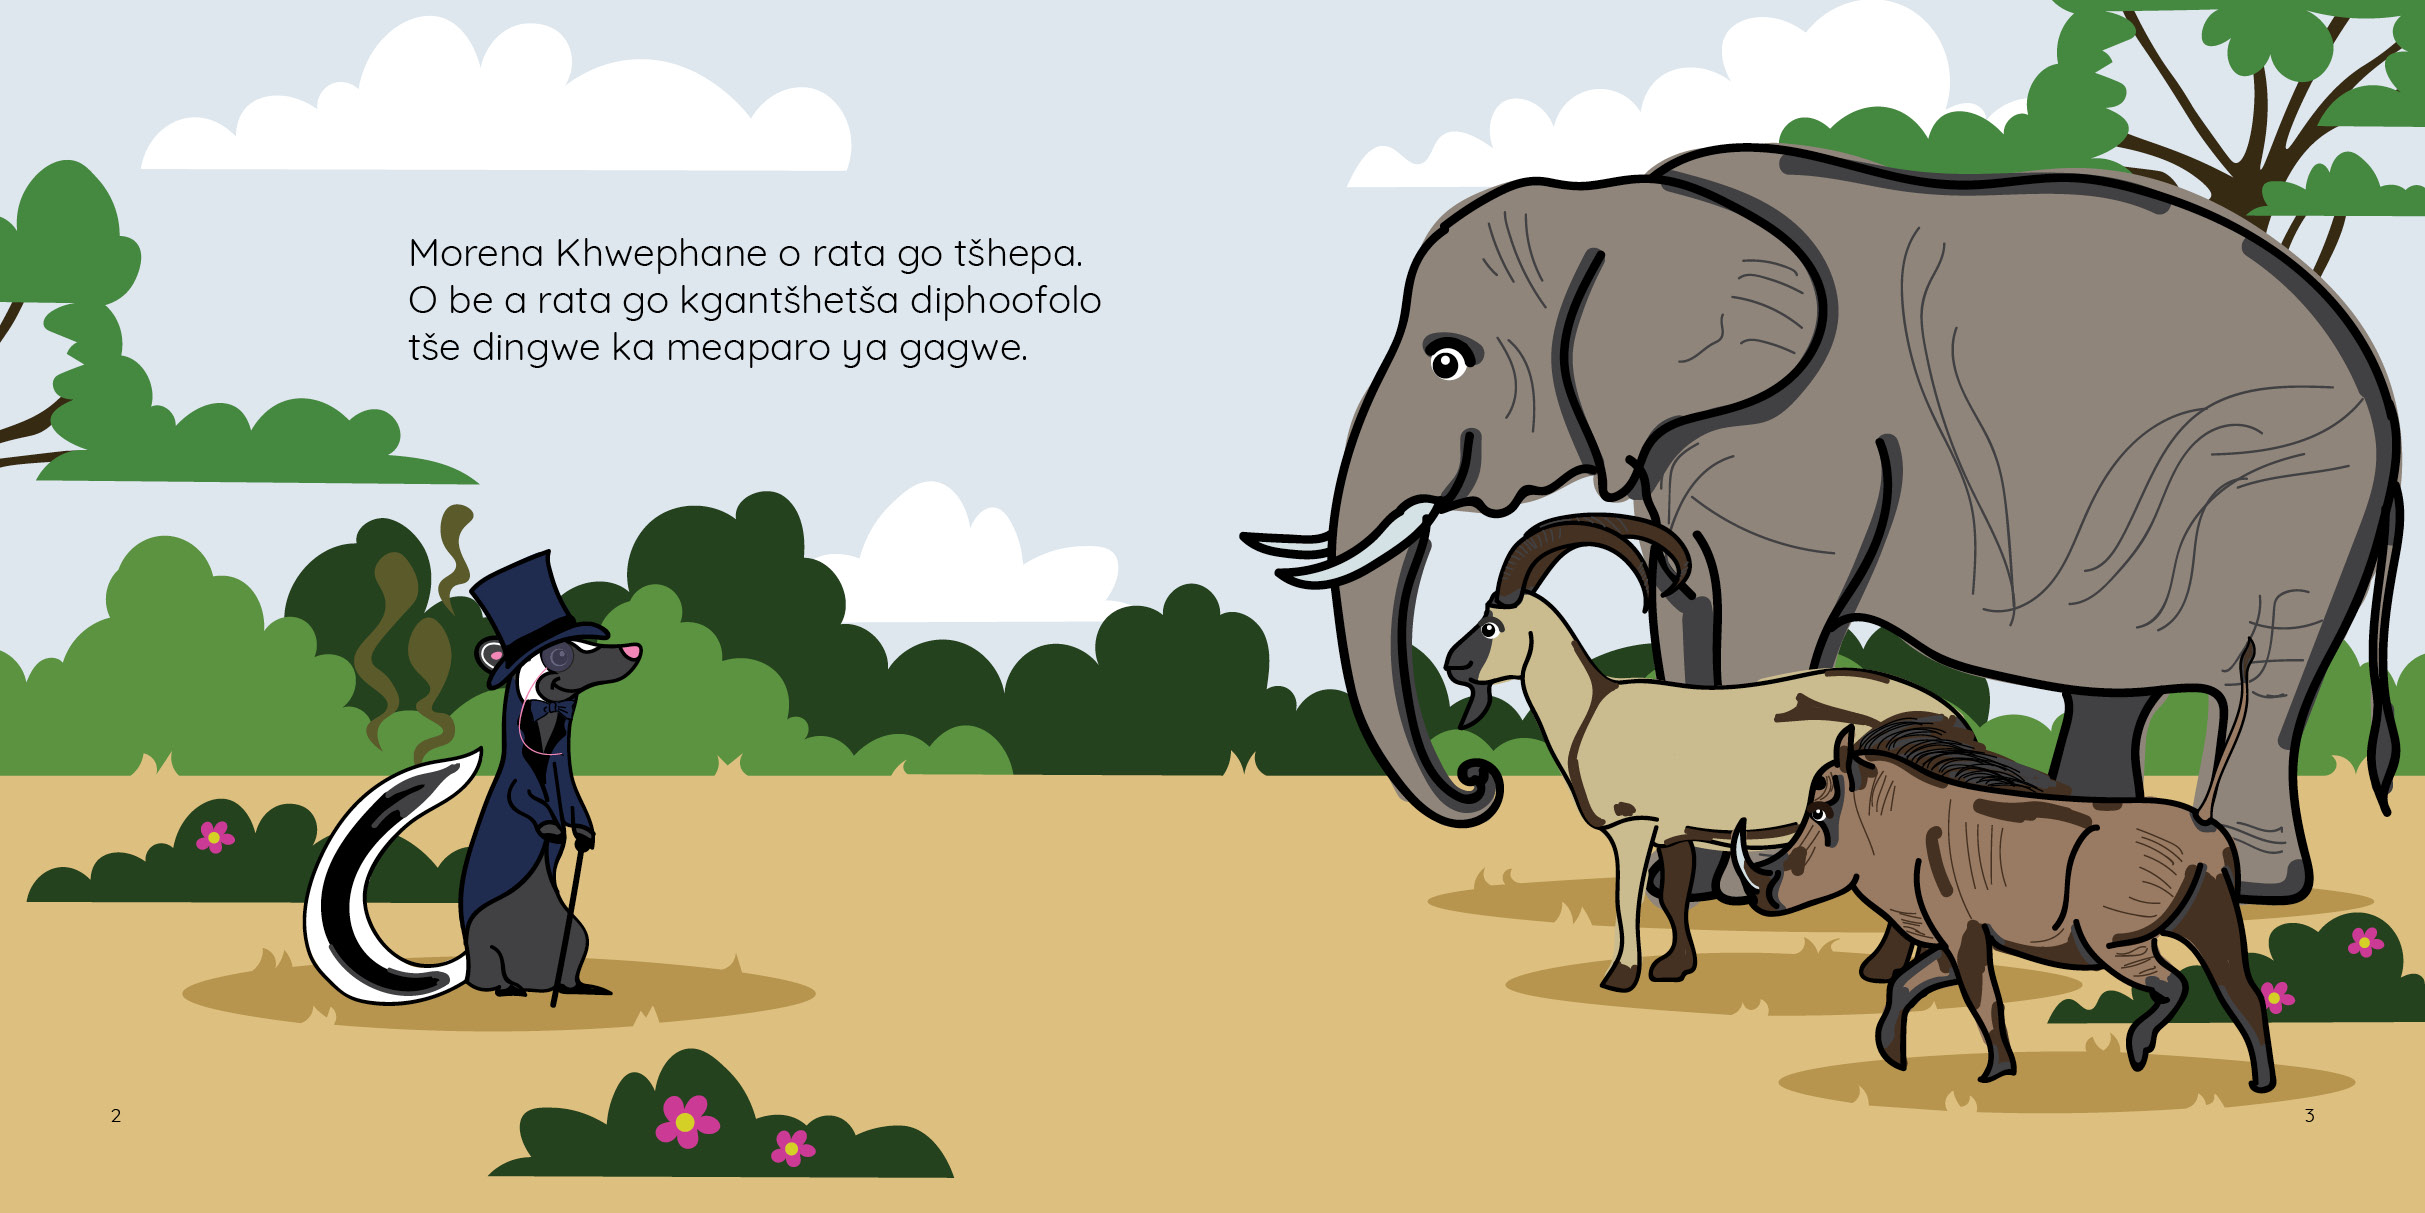 Morena Khwephane o rata go tšhepa.
O be a rata go kgantšhetša diphoofolo
tše dingwe ka meaparo ya gagwe.
2
3